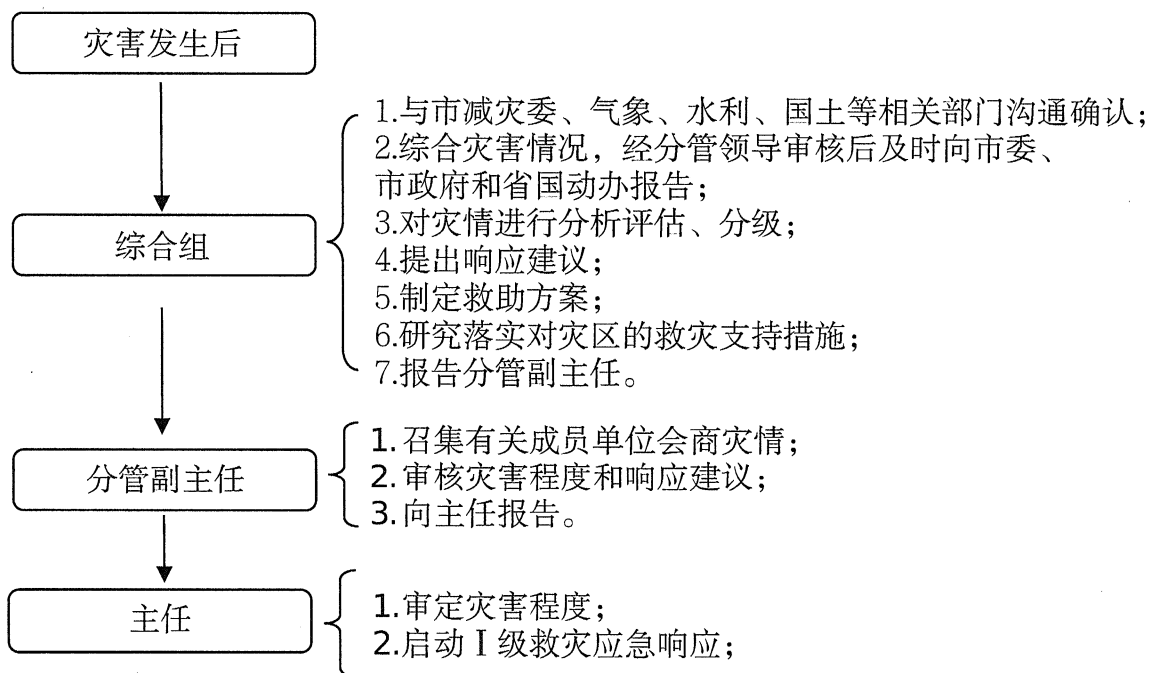 灾害发生后
1.与市减灾委、气象、水利、国土等相关部门沟通确认；
2.综合灾害情况，经分管领导审核后及时向市委、
市政府和省国动办报告；
3.对灾情进行分析评估、分级；
综合组
4.提出响应建议；
5.制定救助方案；
6.研究落实对灾区的救灾支持措施；
7.报告分管副主任。
1.召集有关成员单位会商灾情；
分管副主任
2.审核灾害程度和响应建议；
3.向主任报告。
主任
1.审定灾害程度；
2.启动Ⅰ级救灾应急响应；